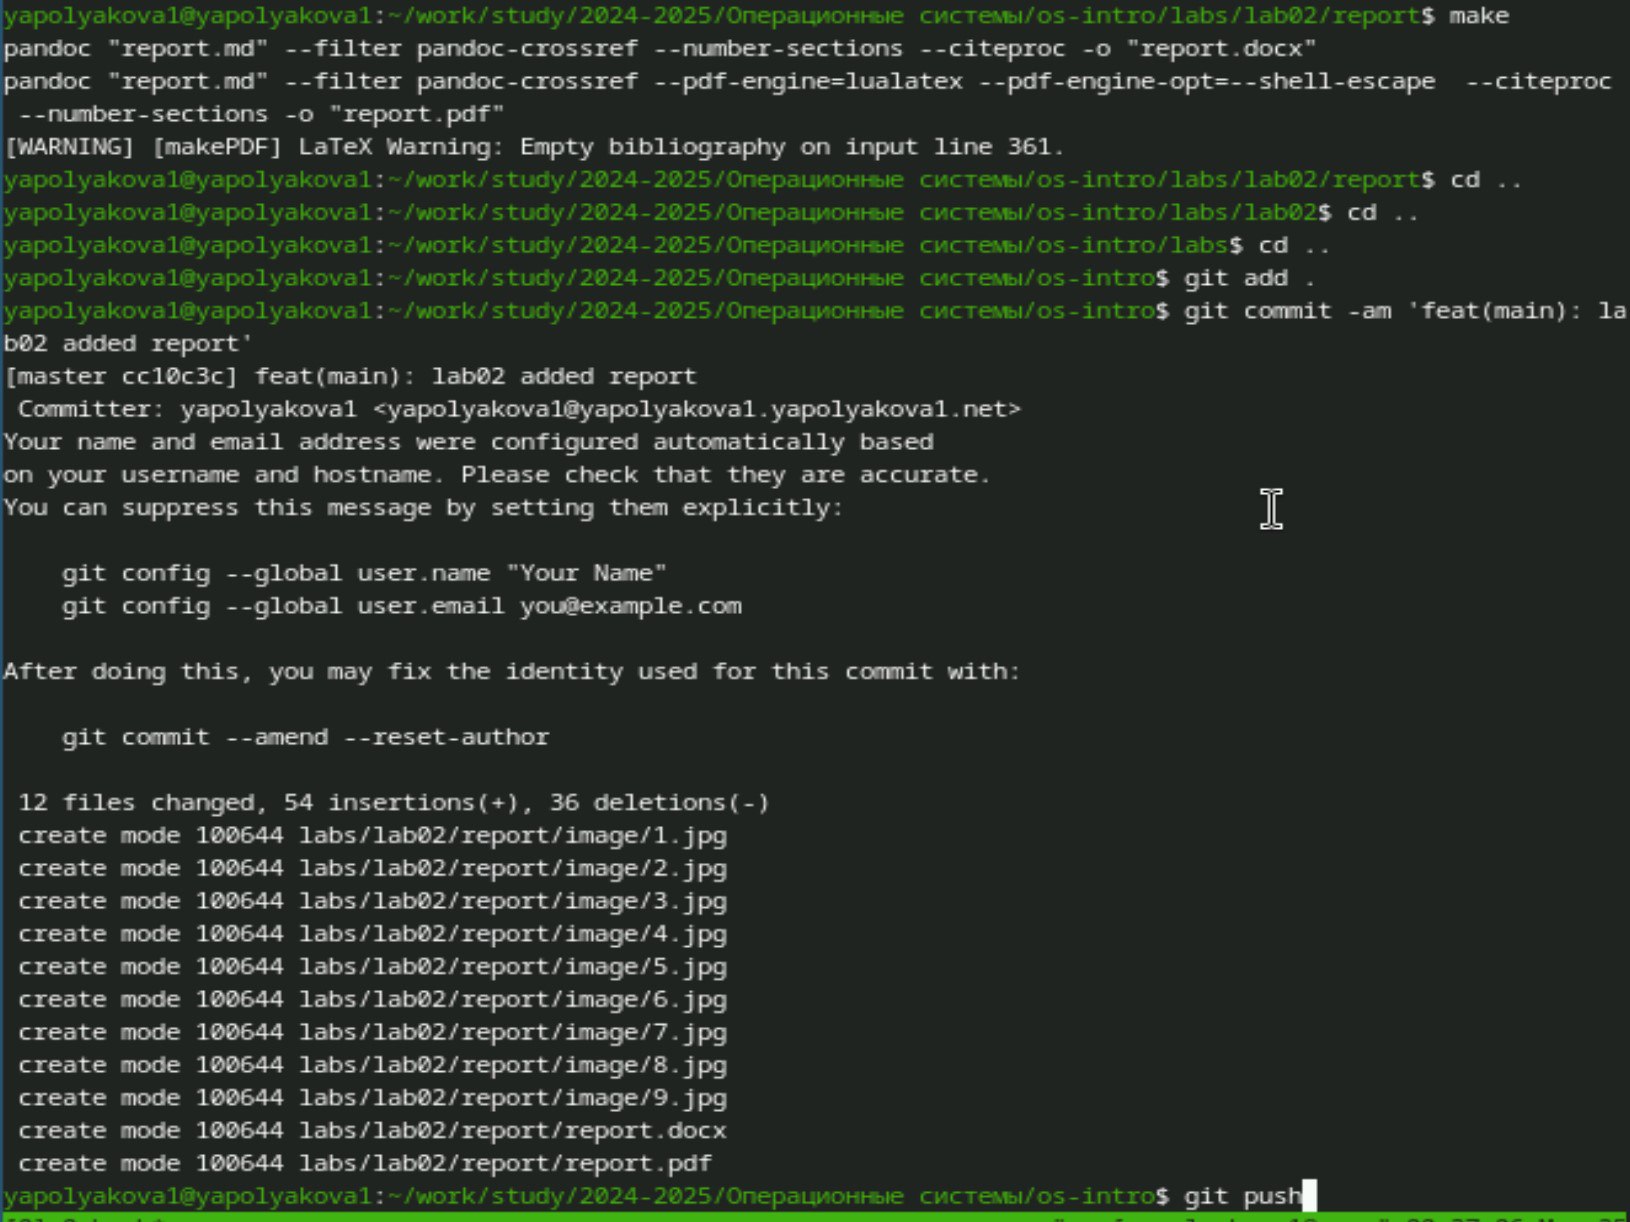 yapolyakova1@yapolyakova1:~/work/study/2024-2025/Операционные системы/os-intro/labs/lab02/report$ make
pandoc "report.md" --filter pandoc-crossref --number-sections --citeproc -o "report.docx"
pandoc "report.md" --filter pandoc-crossref --pdf-engine=lualatex --pdf-engine-opt=--shell-escape  --citeproc
 --number-sections -o "report.pdf"
[WARNING] [makePDF] LaTeX Warning: Empty bibliography on input line 361.
yapolyakova1@yapolyakova1:~/work/study/2024-2025/Операционные системы/os-intro/labs/lab02/report$ cd ..
yapolyakova1@yapolyakova1:~/work/study/2024-2025/Операционные системы/os-intro/labs/lab02$ cd ..
yapolyakova1@yapolyakova1:~/work/study/2024-2025/Операционные системы/os-intro/labs$ cd ..
yapolyakova1@yapolyakova1:~/work/study/2024-2025/Операционные системы/os-intro$ git add .
yapolyakova1@yapolyakova1:~/work/study/2024-2025/Операционные системы/os-intro$ git commit -am 'feat(main): la
b02 added report'
[master cc10c3c] feat(main): lab02 added report
 Committer: yapolyakova1 <yapolyakova1@yapolyakova1.yapolyakova1.net>
Your name and email address were configured automatically based
on your username and hostname. Please check that they are accurate.
You can suppress this message by setting them explicitly:
    git config --global user.name "Your Name"
    git config --global user.email you@example.com
After doing this, you may fix the identity used for this commit with:
    git commit --amend --reset-author
 12 files changed, 54 insertions(+), 36 deletions(-)
 create mode 100644 labs/lab02/report/image/1.jpg
 create mode 100644 labs/lab02/report/image/2.jpg
 create mode 100644 labs/lab02/report/image/3.jpg
 create mode 100644 labs/lab02/report/image/4.jpg
 create mode 100644 labs/lab02/report/image/5.jpg
 create mode 100644 labs/lab02/report/image/6.jpg
 create mode 100644 labs/lab02/report/image/7.jpg
 create mode 100644 labs/lab02/report/image/8.jpg
 create mode 100644 labs/lab02/report/image/9.jpg
 create mode 100644 labs/lab02/report/report.docx
 create mode 100644 labs/lab02/report/report.pdf
yapolyakova1@yapolyakova1:~/work/study/2024-2025/Операционные системы/os-intro$ git push